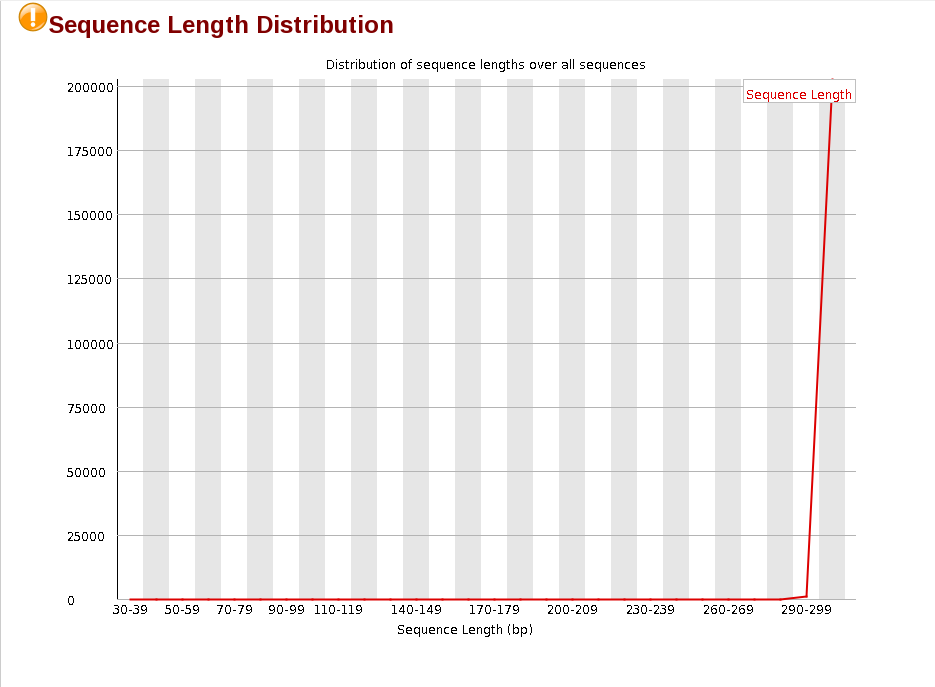 Sequence Length Distribution
Distribution of sequence lengths over all sequences
Sequence Length
200000
175000
150000
125000
100000
75000
50000
25000
0
30-39 50-59 70-79 90-99 110-119 140-149 170-179 200-209 230-239 260-269 290-299
Sequence Length (bp)